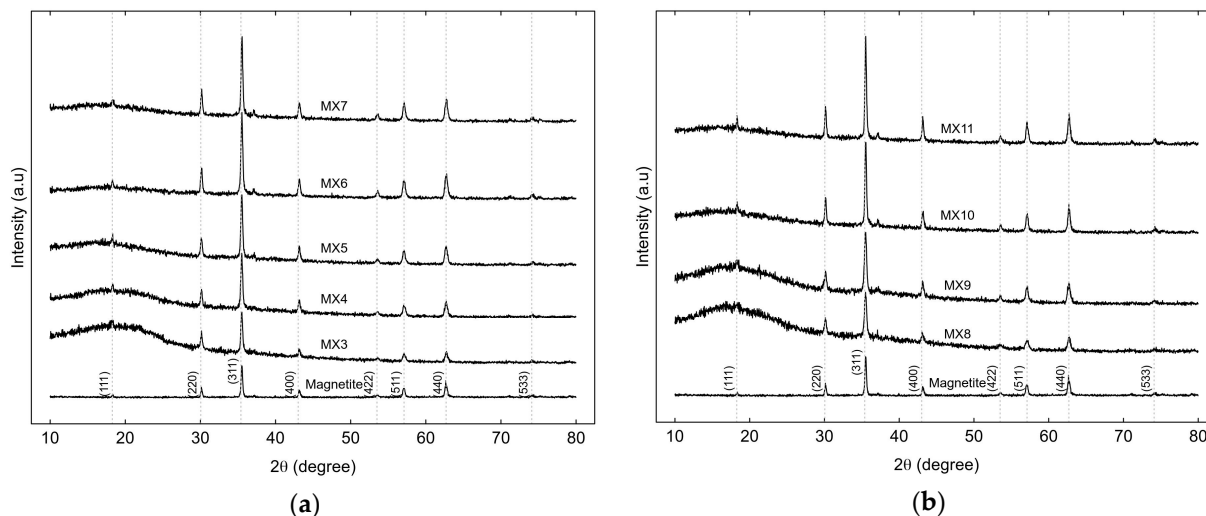 MX7
MX6
MX5
MX4
MX3
Magnetite
(111)
(220)
(311)
(400)
(422)
(511)
(440)
(533)
Intensity (a.u)
10 20 30 40 50 60 70 80
2θ (degree)
(a)
MX11
MX10
MX9
MX8
Magnetite
(111)
(220)
(311)
(400)
(422)
(511)
(440)
(533)
Intensity (a.u)
10 20 30 40 50 60 70 80
2θ (degree)
(b)